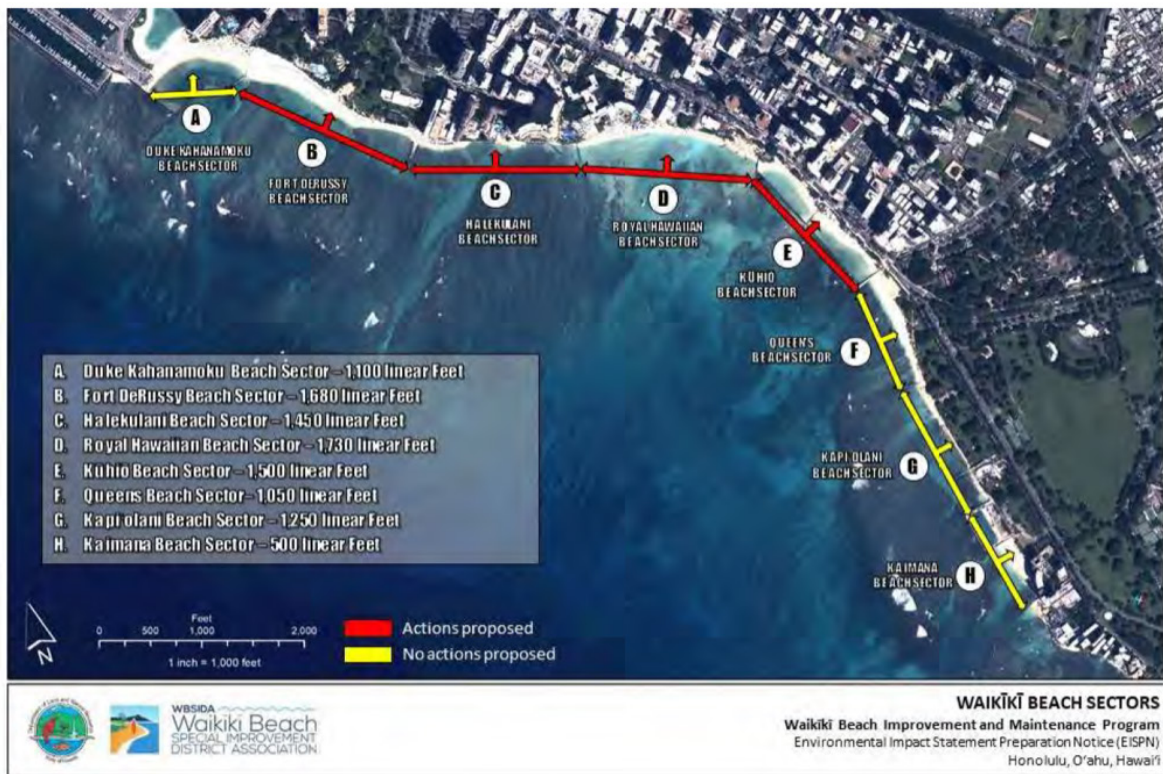 A
DUKE KAHANAMOKU
BEACH SECTOR
B
FORT DERUSSY
BEACH SECTOR
C
HALEKULANI
BEACH SECTOR
D
ROYAL HAWAIIAN
BEACH SECTOR
E
KŪHIO
BEACH SECTOR
QUEENS
BEACH SECTOR
F
KAPI OLANI
BEACH SECTOR
G
KAIMANA
BEACH SECTOR
H
A. Duke Kahanamoku Beach Sector – 1,100 linear Feet
B. Fort DeRussy Beach Sector – 1,680 linear Feet
C. Halekulani Beach Sector – 1,450 linear Feet
D. Royal Hawaiian Beach Sector – 1,730 linear Feet
E. Kuhio Beach Sector – 1,500 linear Feet
F. Queens Beach Sector – 1,050 linear Feet
G. Kapi olani Beach Sector – 1,250 linear Feet
H. Kaimana Beach Sector – 500 linear Feet
N
Feet
0 500 1,000 2,000
1 inch = 1,000 feet
Actions proposed
No actions proposed
WBSIDA
Waikiki Beach
SPECIAL IMPROVEMENT
DISTRICT ASSOCIATION
WAIKĪKĪ BEACH SECTORS
Waikīkī Beach Improvement and Maintenance Program
Environmental Impact Statement Preparation Notice (EISPN)
Honolulu, O‘ahu, Hawai‘i